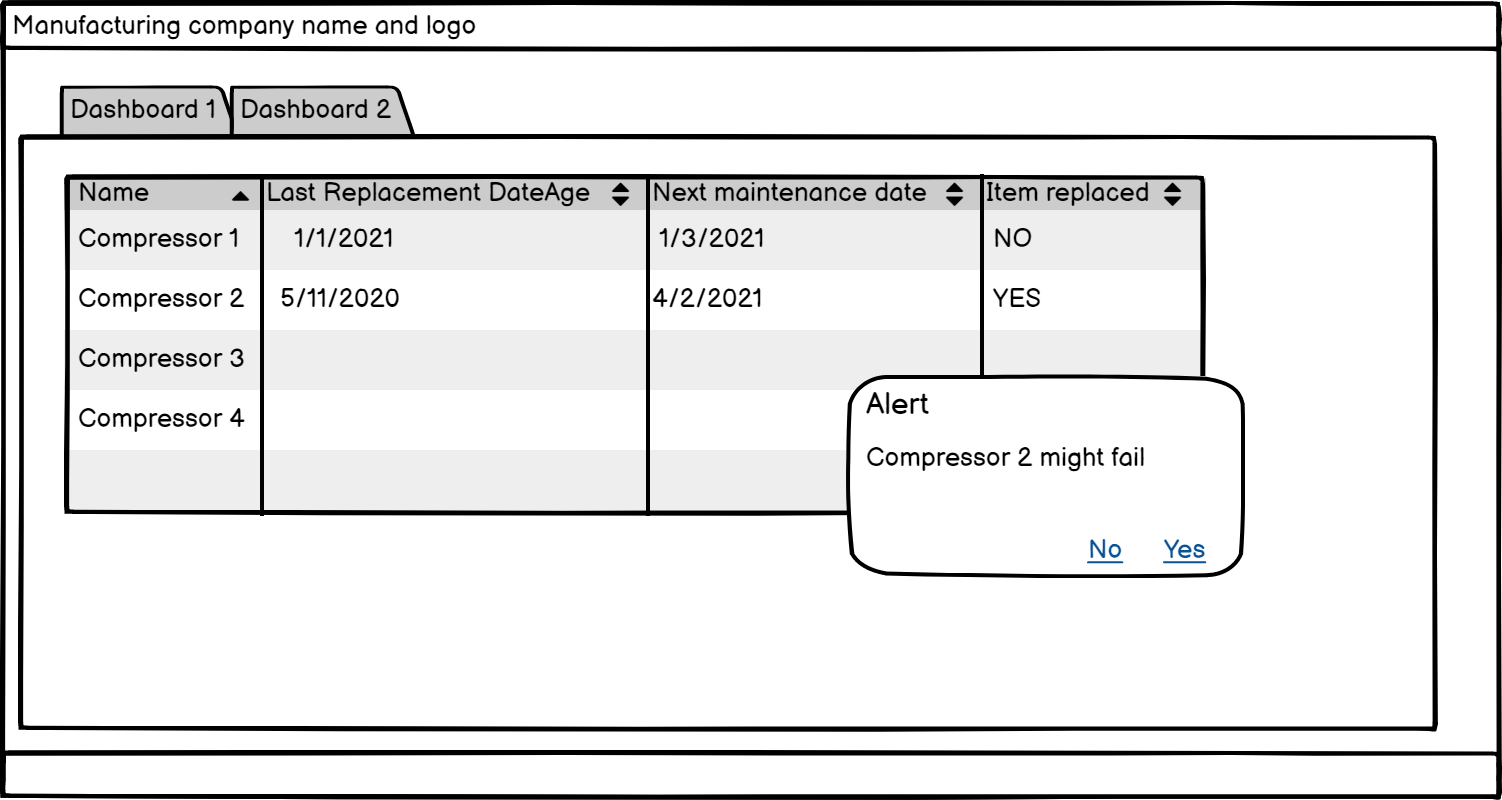 Manufacturing company name and logo
Dashboard 1 Dashboard 2
Name Last Replacement DateAge Next maintenance date Item replaced
Compressor 1 1/1/2021 1/3/2021 NO
Compressor 2 5/11/2020 4/2/2021 YES
Compressor 3
Compressor 4
Alert
Compressor 2 might fail
No Yes